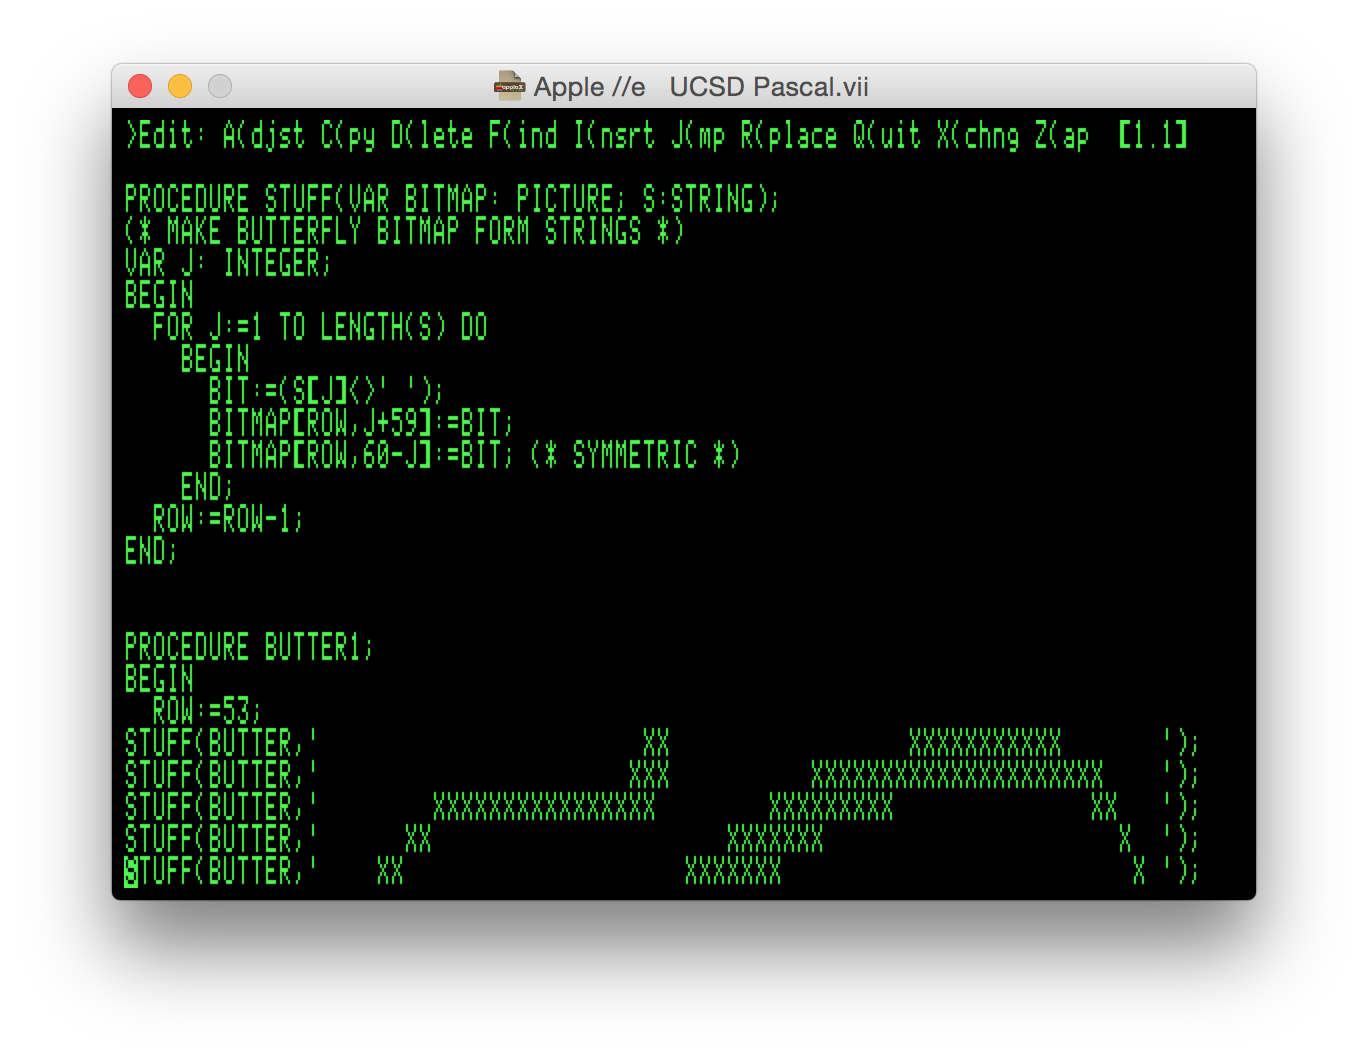 Apple //e   UCSD Pascal.vii
>Edit: A(djst C(py D(lete F(ind I(nsrt J(mp R(place Q(uit X(chng Z(ap  [1.1]
PROCEDURE STUFF(VAR BITMAP: PICTURE; S:STRING);
(* MAKE BUTTERFLY BITMAP FORM STRINGS *)
VAR J: INTEGER;
BEGIN
  FOR J:=1 TO LENGTH(S) DO
    BEGIN
      BIT:=(S[J]<>' ');
      BITMAP[ROW,J+59]:=BIT;
      BITMAP[ROW,60-J]:=BIT; (* SYMMETRIC *)
    END;
  ROW:=ROW-1;
END;
PROCEDURE BUTTER1;
BEGIN
  ROW:=53;
STUFF(BUTTER,'                       XX                 XXXXXXXXXXX       ');
STUFF(BUTTER,'                      XXX          XXXXXXXXXXXXXXXXXXXXX    ');
STUFF(BUTTER,'        XXXXXXXXXXXXXXXX        XXXXXXXXX              XX   ');
STUFF(BUTTER,'      XX                     XXXXXXX                     X  ');
STUFF(BUTTER,'    XX                    XXXXXXX                         X ');